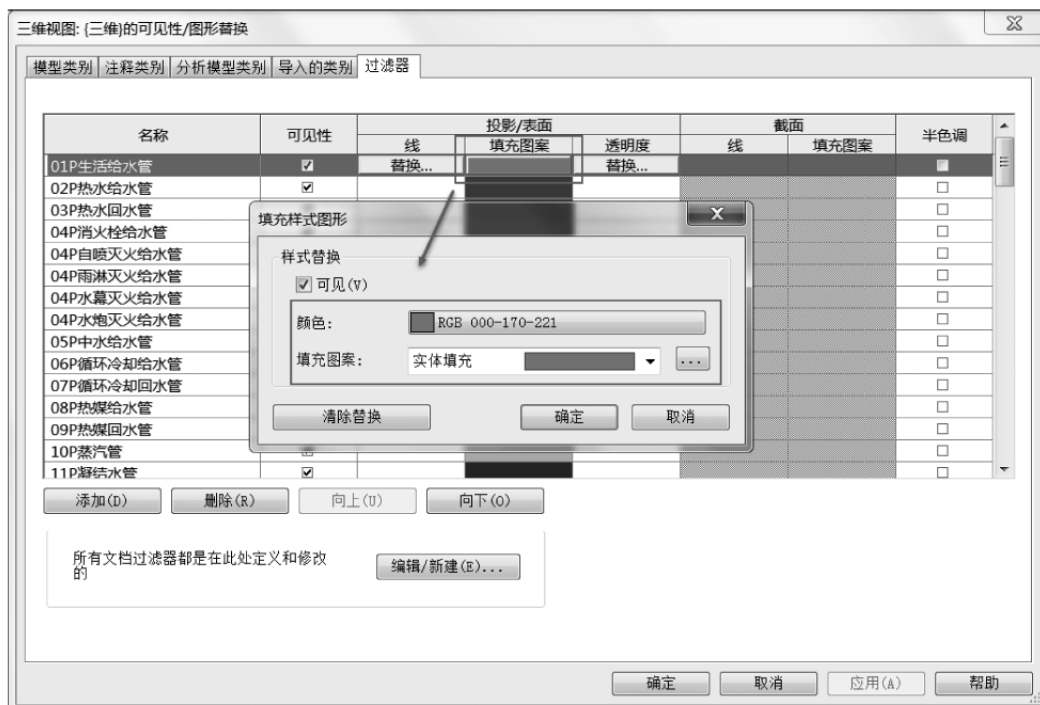 三维视图: {三维}的可见性/图形替换
模型类别 注释类别 分析模型类别 导入的类别 过滤器
名称 可见性 投影/表面 截面 半色调
线 填充图案 透明度 线 填充图案
01P生活给水管 替换... 替换...
02P热水给水管
03P热水回水管
04P消火栓给水管
04P自喷灭火给水管
04P雨淋灭火给水管
04P水幕灭火给水管
04P水炮灭火给水管
05P中水给水管
06P循环冷却给水管
07P循环冷却回水管
08P热媒给水管
09P热媒回水管
10P蒸汽管
11P凝结水管
填充样式图形
样式替换
可见(V)
颜色: RGB 000-170-221
填充图案: 实体填充 ...
清除替换 确定 取消
添加(D) 删除(R) 向上(U) 向下(O)
所有文档过滤器都是在此处定义和修改
的
编辑/新建(E)...
确定 取消 应用(A) 帮助